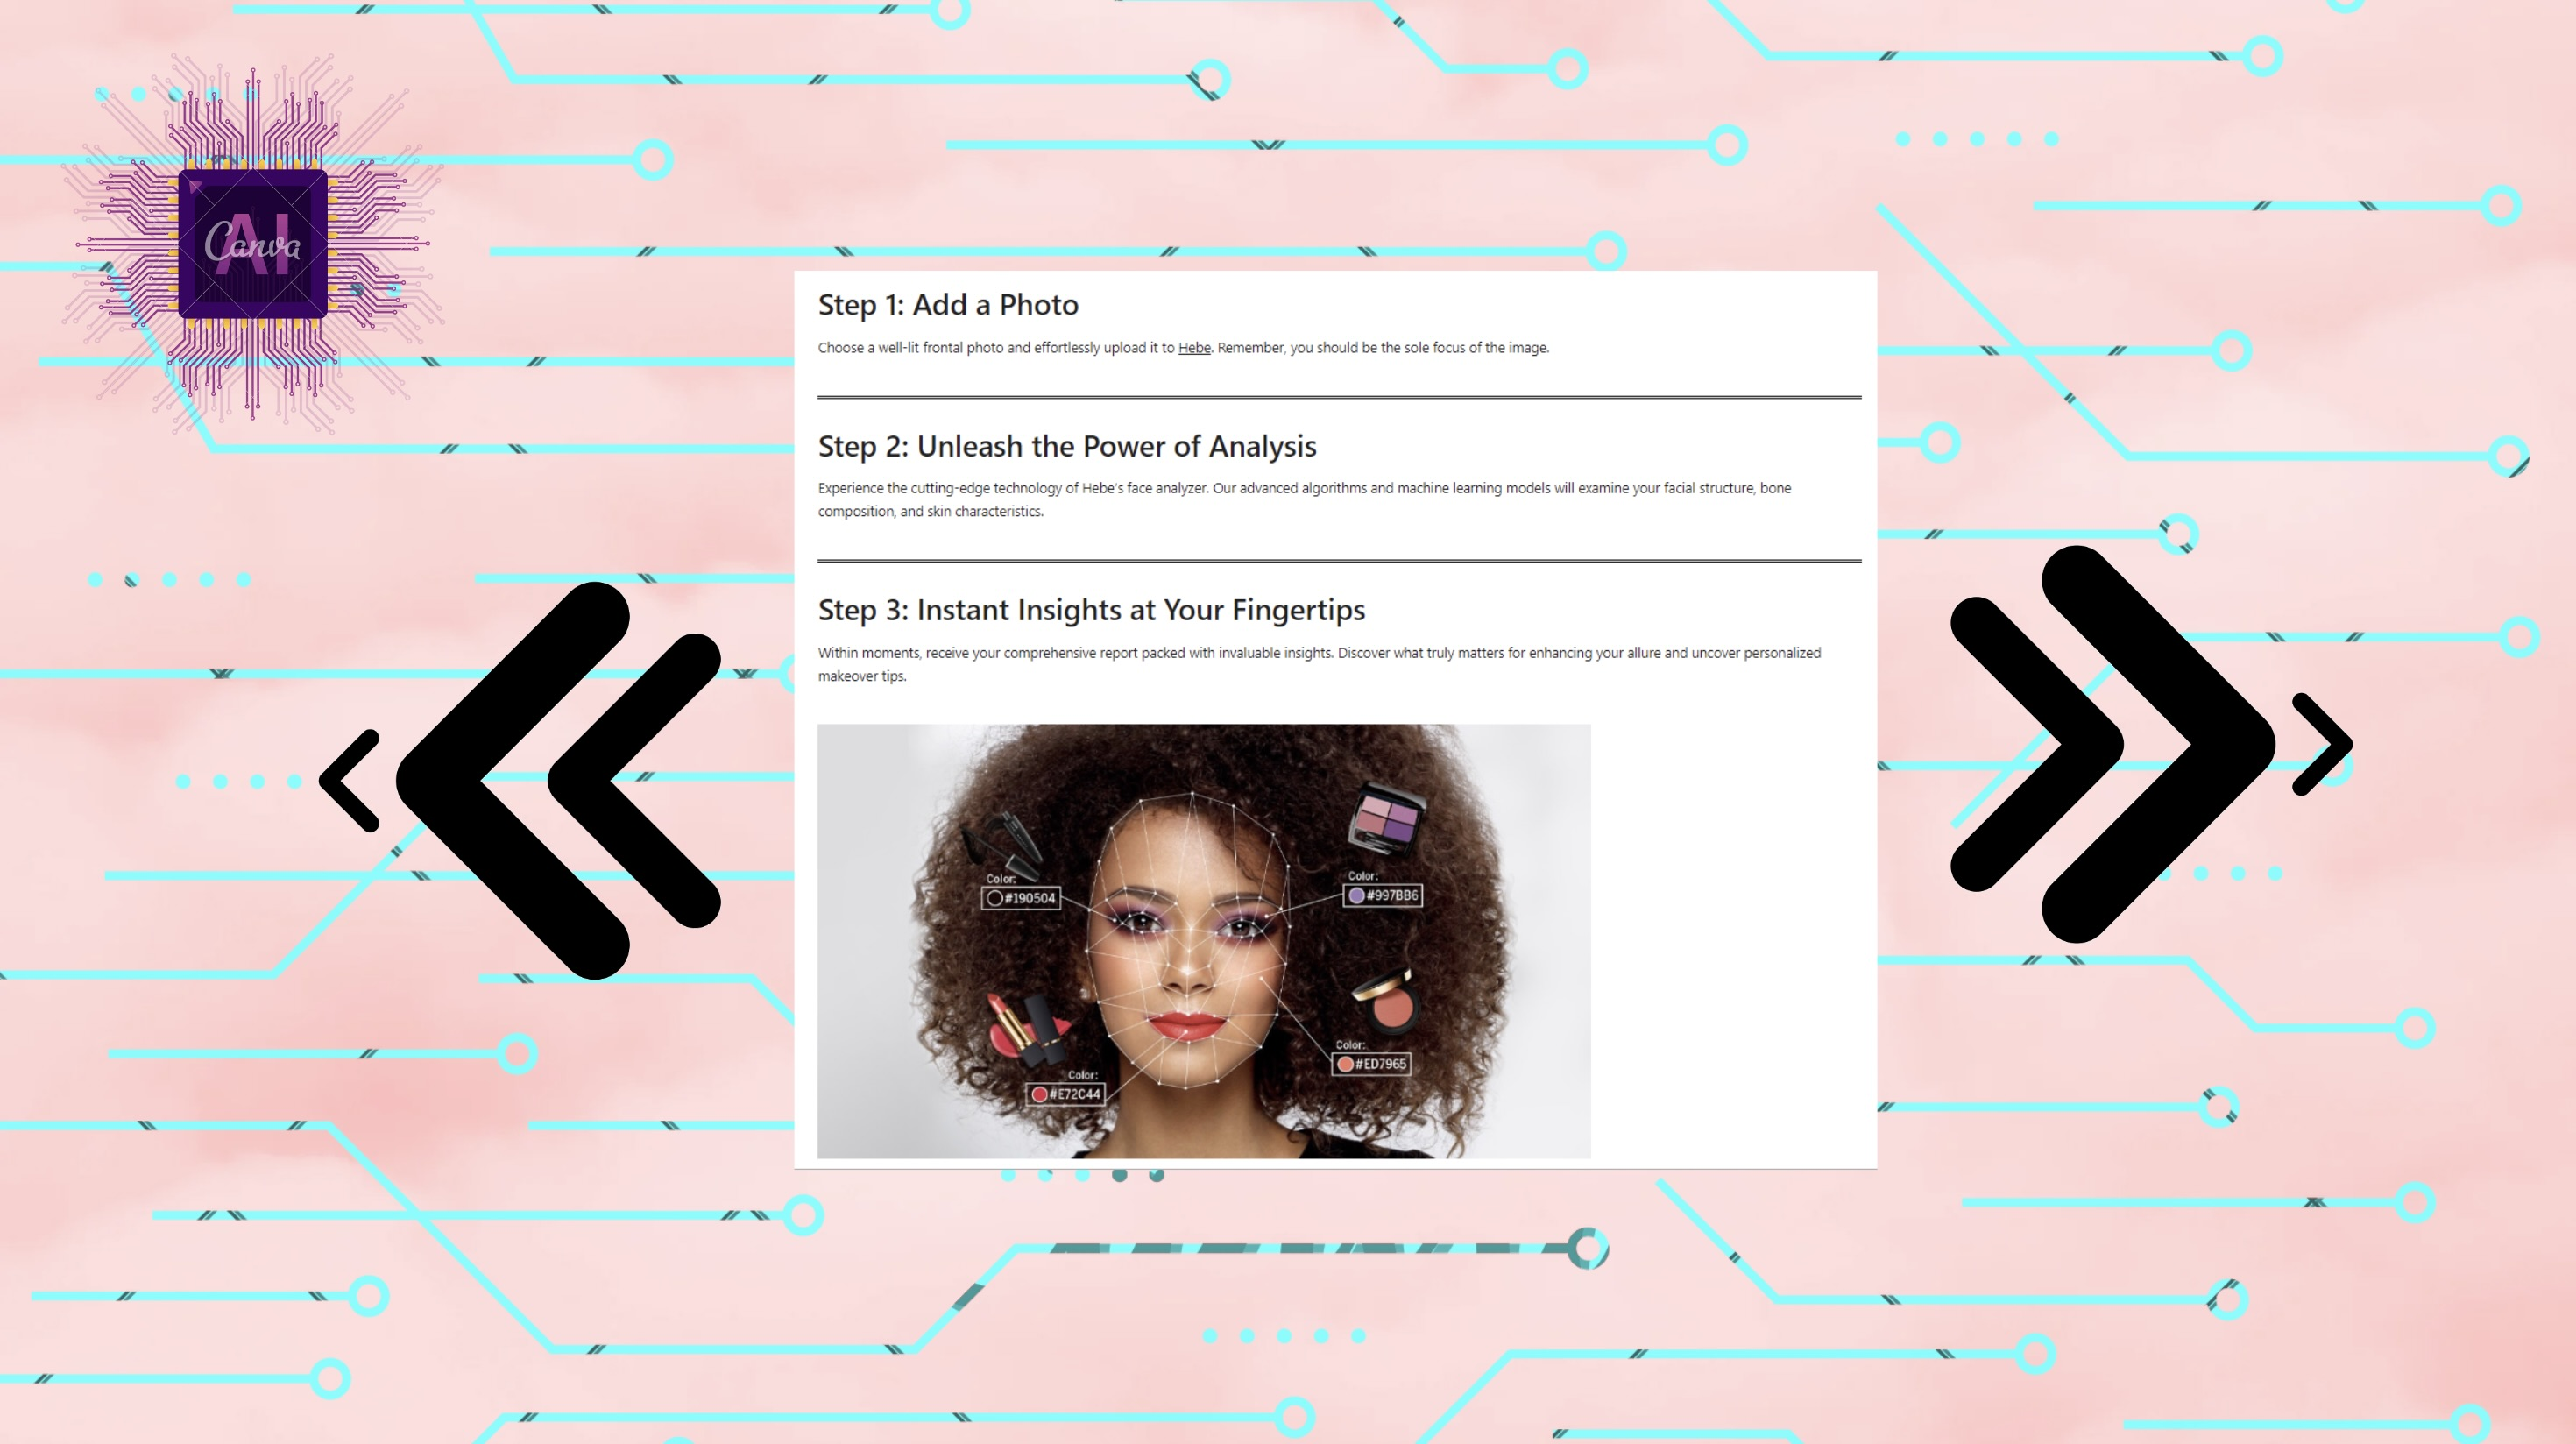 AI
Canva
Step 1: Add a Photo
Choose a well-lit frontal photo and effortlessly upload it to Hebe. Remember, you should be the sole focus of the image.
Step 2: Unleash the Power of Analysis
Experience the cutting-edge technology of Hebe's face analyzer. Our advanced algorithms and machine learning models will examine your facial structure, bone
composition, and skin characteristics.
Step 3: Instant Insights at Your Fingertips
Within moments, receive your comprehensive report packed with invaluable insights. Discover what truly matters for enhancing your allure and uncover personalized
makeover tips.
Color:
#190504
Color:
#997BB6
Color:
#ED7965
Color:
#E72C44